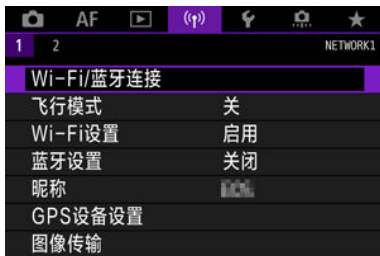 AF
1 2 NETWORK1
Wi-Fi/蓝牙连接
飞行模式 关
Wi-Fi设置 启用
蓝牙设置 关闭
昵称
GPS设备设置
图像传输